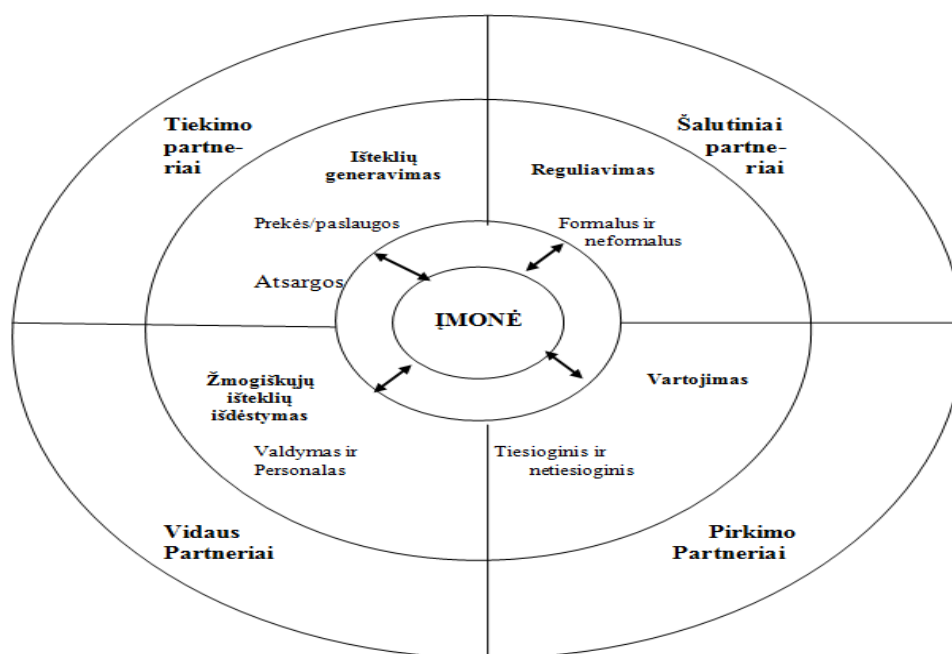 Tiekimo
partne-
riai
Šalutiniai
partne-
riai
Išteklių
generavimas
Reguliavimas
Prekės/paslaugos
Formalus ir
neformalus
Atsargos
ĮMONĖ
Žmogiškųjų
išteklių
išdėstymas
Vartojimas
Valdymas ir
Personalas
Tiesioginis ir
netiesioginis
Vidaus
Partneriai
Pirkimo
Partneriai